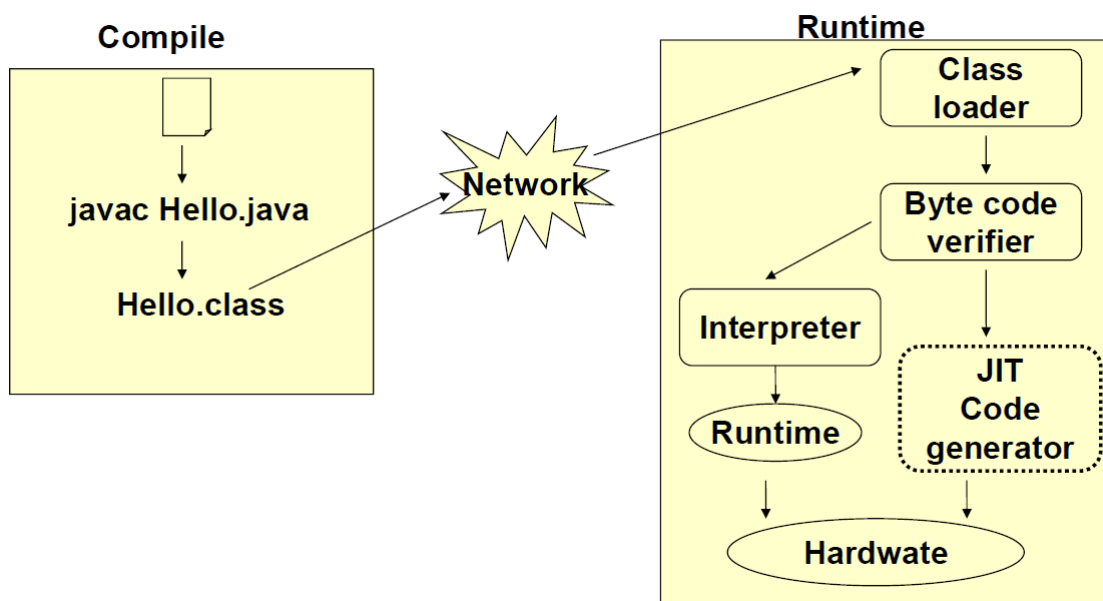 Compile
javac Hello.java
Hello.class
Network
Runtime
Class
loader
Byte code
verifier
Interpreter
Runtime
JIT
Code
generator
Hardwate